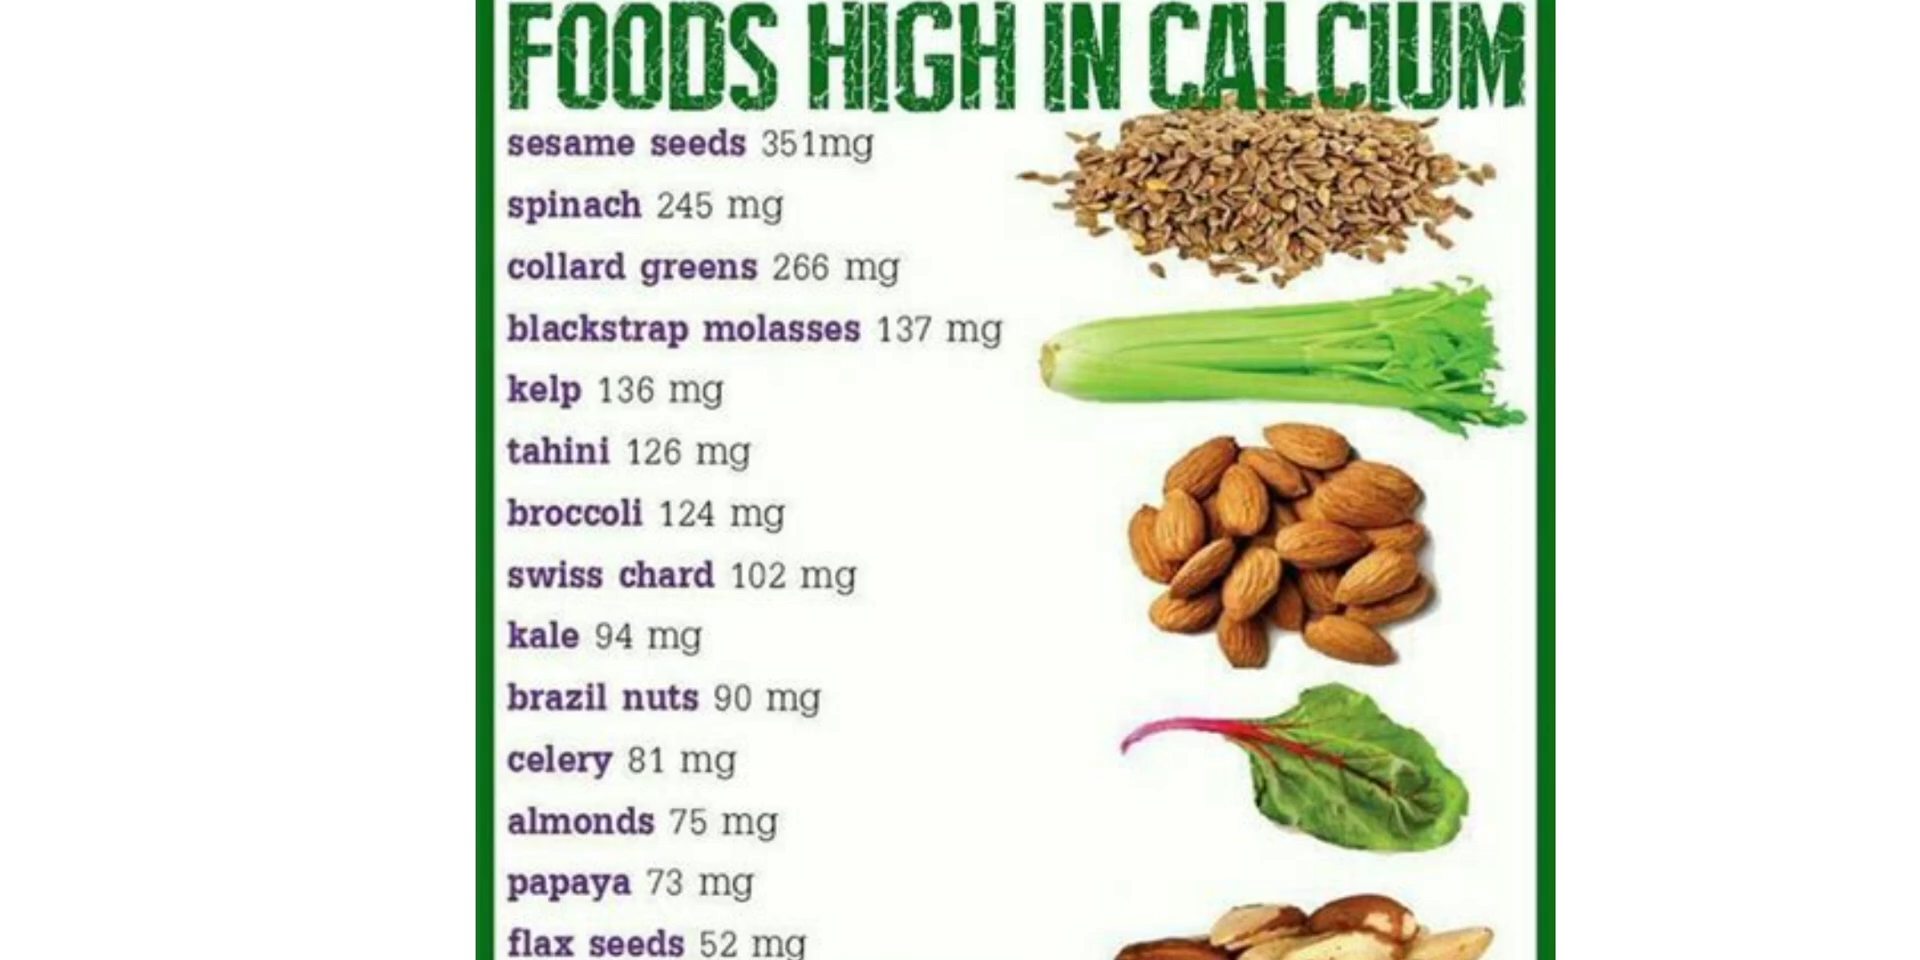 FOODS HIGH IN CALCIUM
sesame seeds 351mg
spinach 245 mg
collard greens 266 mg
blackstrap molasses 137 mg
kelp 136 mg
tahini 126 mg
broccoli 124 mg
swiss chard 102 mg
kale 94 mg
brazil nuts 90 mg
celery 81 mg
almonds 75 mg
papaya 73 mg
flax seeds 52 mg